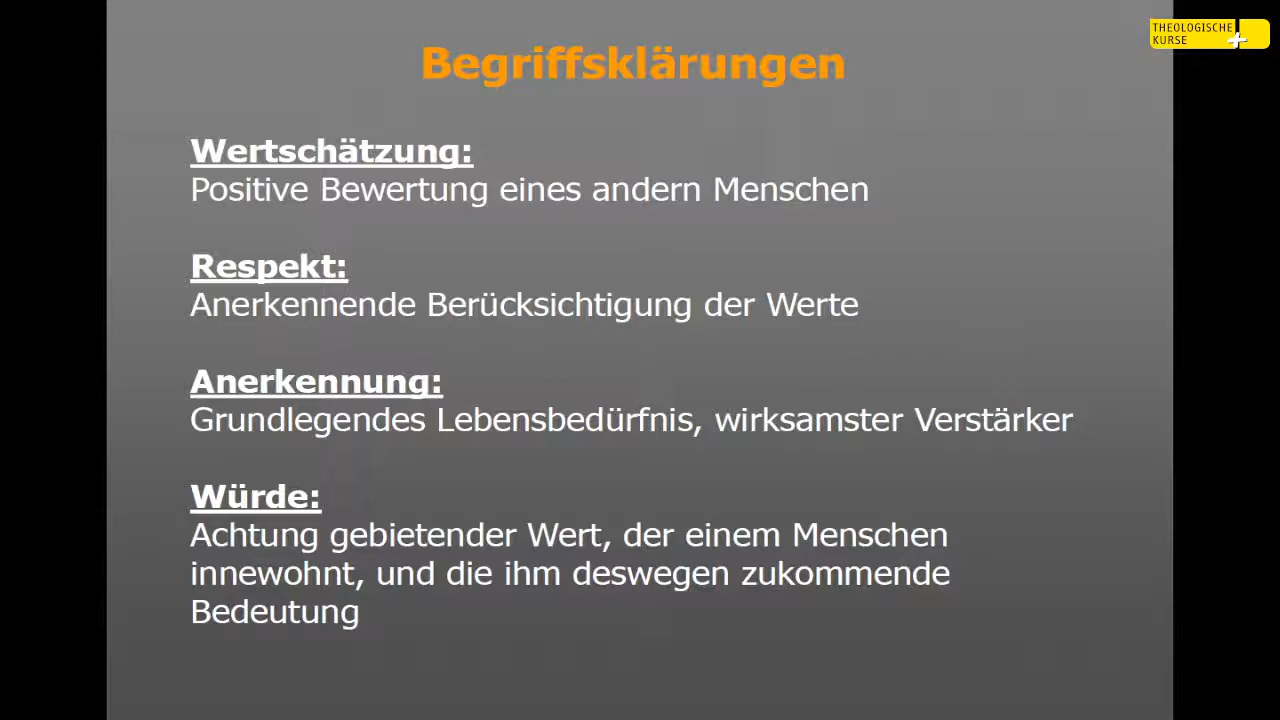 THEOLOGISCHE
KURSE
Begriffsklärungen
Wertschätzung:
Positive Bewertung eines andern Menschen
Respekt:
Anerkennende Berücksichtigung der Werte
Anerkennung:
Grundlegendes Lebensbedürfnis, wirksamster Verstärker
Würde:
Achtung gebietender Wert, der einem Menschen
innewohnt, und die ihm deswegen zukommende
Bedeutung